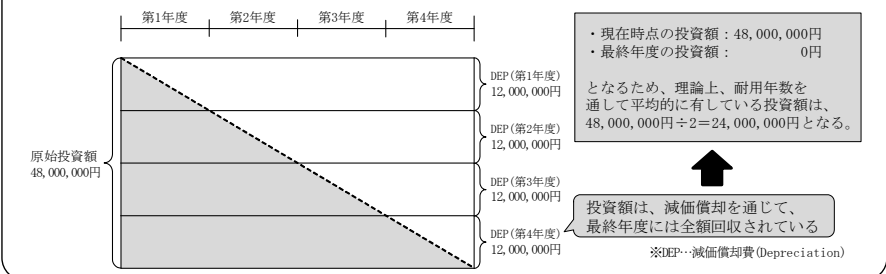 第1年度 第2年度 第3年度 第4年度
・現在時点の投資額：48,000,000円
・最終年度の投資額： 0円
となるため、理論上、耐用年数を
通して平均的に有している投資額は、
48,000,000円÷2＝24,000,000円となる。
原始投資額
48,000,000円
DEP(第1年度)
12,000,000円
DEP(第2年度)
12,000,000円
DEP(第3年度)
12,000,000円
DEP(第4年度)
12,000,000円
投資額は、減価償却を通じて、
最終年度には全額回収されている
※DEP…減価償却費(Depreciation)